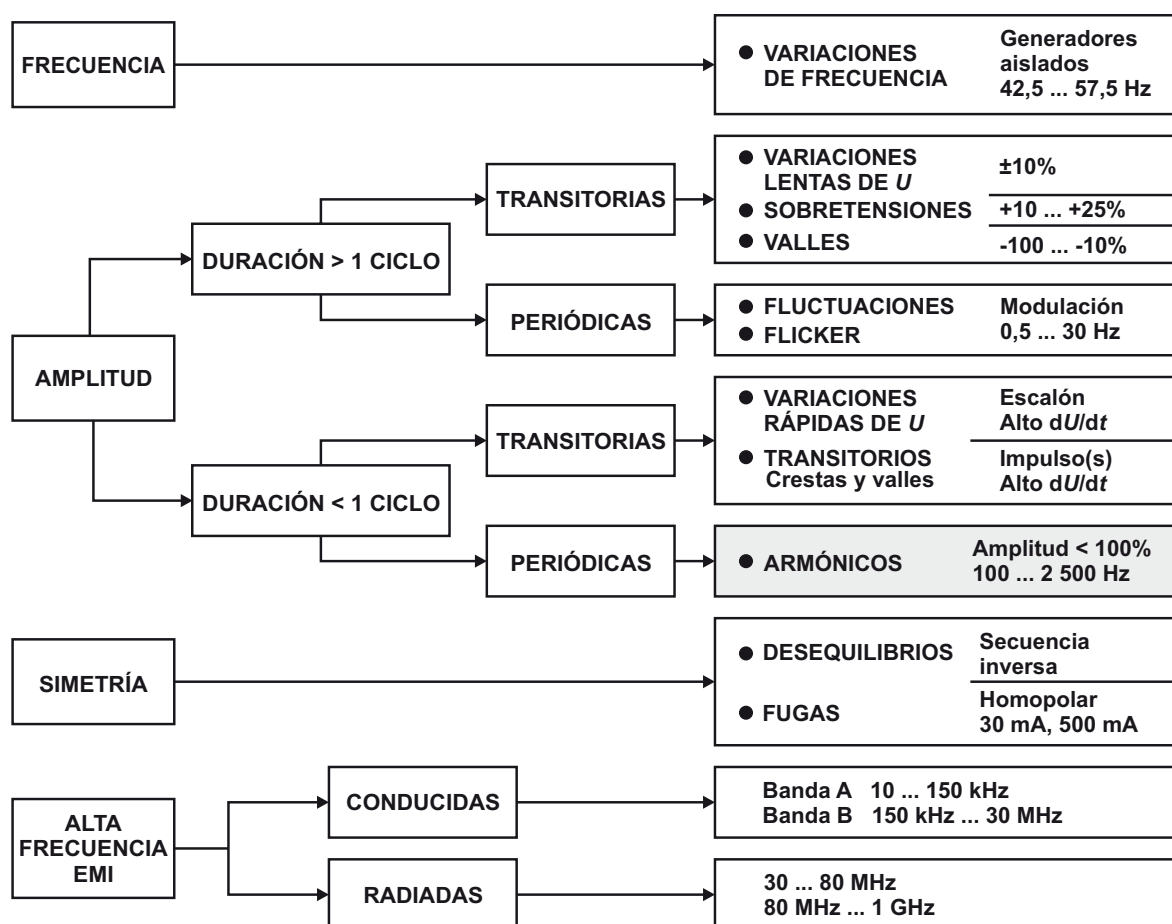 FRECUENCIA
● VARIACIONES
DE FRECUENCIA
Generadores
aislados
42,5 ... 57,5 Hz
AMPLITUD
DURACIÓN > 1 CICLO
TRANSITORIAS
● VARIACIONES
LENTAS DE U
±10%
● SOBRETENSIONES
+10 ... +25%
● VALLES
-100 ... -10%
PERIÓDICAS
● FLUCTUACIONES
● FLICKER
Modulación
0,5 ... 30 Hz
DURACIÓN < 1 CICLO
TRANSITORIAS
● VARIACIONES
RÁPIDAS DE U
Escalón
Alto dU/dt
● TRANSITORIOS
Crestas y valles
Impulso(s)
Alto dU/dt
PERIÓDICAS
● ARMÓNICOS
Amplitud < 100%
100 ... 2 500 Hz
SIMETRÍA
● DESEQUILIBRIOS
Secuencia
inversa
● FUGAS
Homopolar
30 mA, 500 mA
ALTA
FRECUENCIA
EMI
CONDUCIDAS
Banda A 10 ... 150 kHz
Banda B 150 kHz ... 30 MHz
RADIADAS
30 ... 80 MHz
80 MHz ... 1 GHz